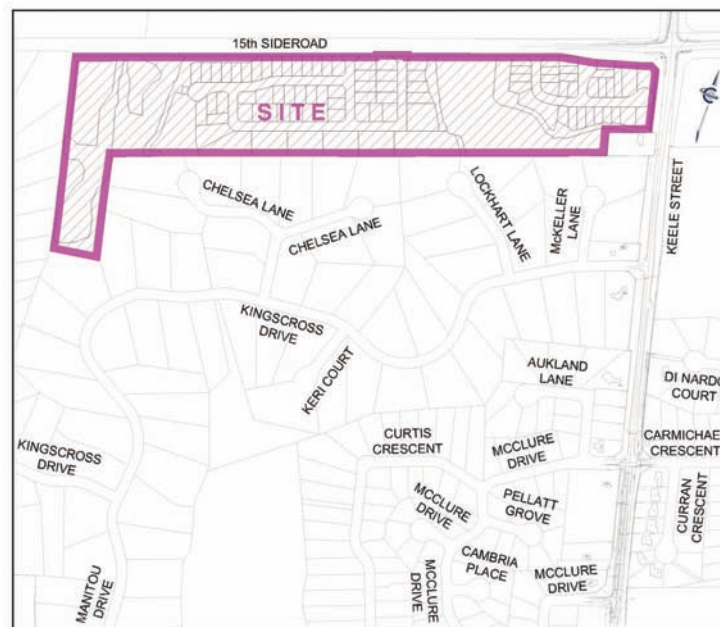 15th SIDEROAD
SITE
CHELSEA LANE
CHELSEA LANE
LOCKHART LANE
McKELLER
LANE
KEELE STREET
KINGSCROSS
DRIVE
KERI COURT
AUKLAND
LANE
DI NARDO
COURT
CURTIS
CRESCENT
MCCLURE
DRIVE
CARMICHAE
CRESCENT
KINGSCROSS
DRIVE
MCCLURE
DRIVE
PELLATT
GROVE
CURRAN
CRESCENT
CAMBRIA
PLACE
MCCLURE
DRIVE
MCCLURE
DRIVE
MANITOU
DRIVE